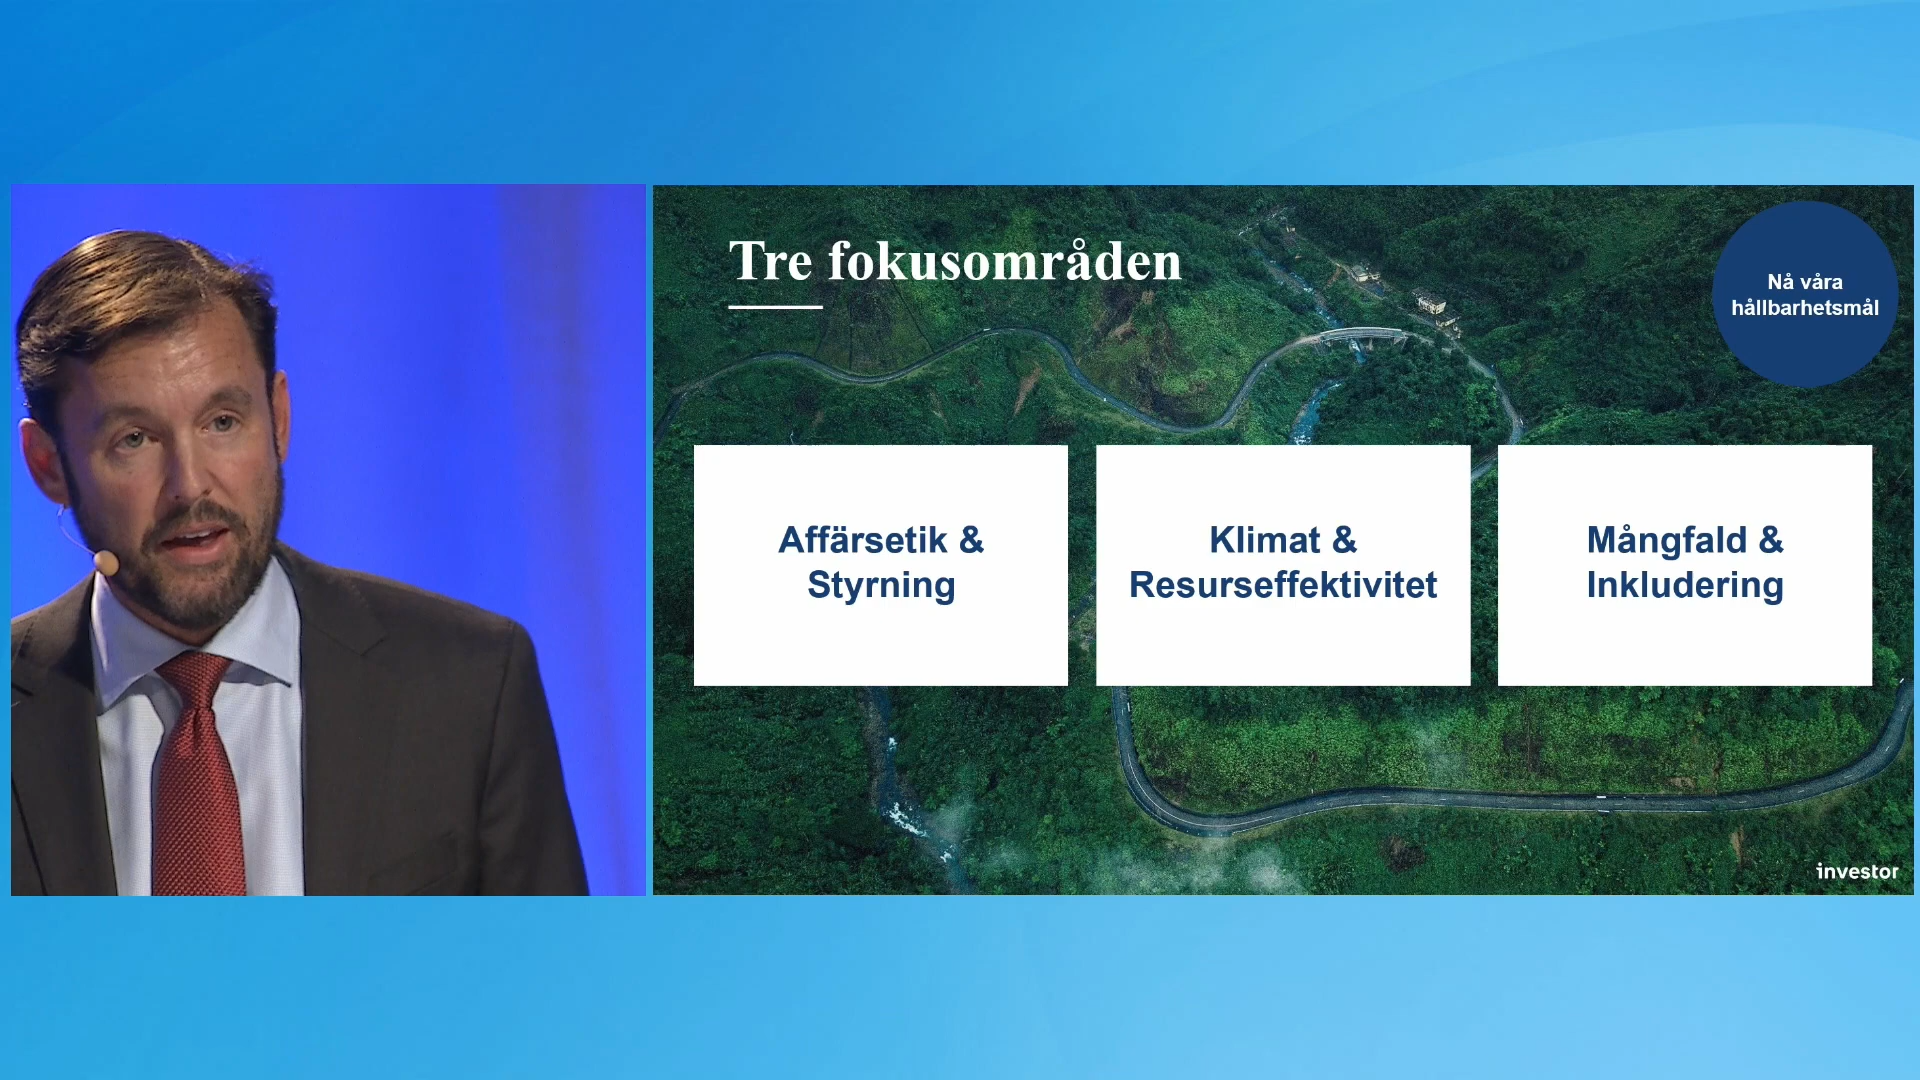 Tre fokusområden
Nå våra
hållbarhetsmål
Affärsetik &
Styrning
Klimat &
Resurseffektivitet
Mångfald &
Inkludering
investor